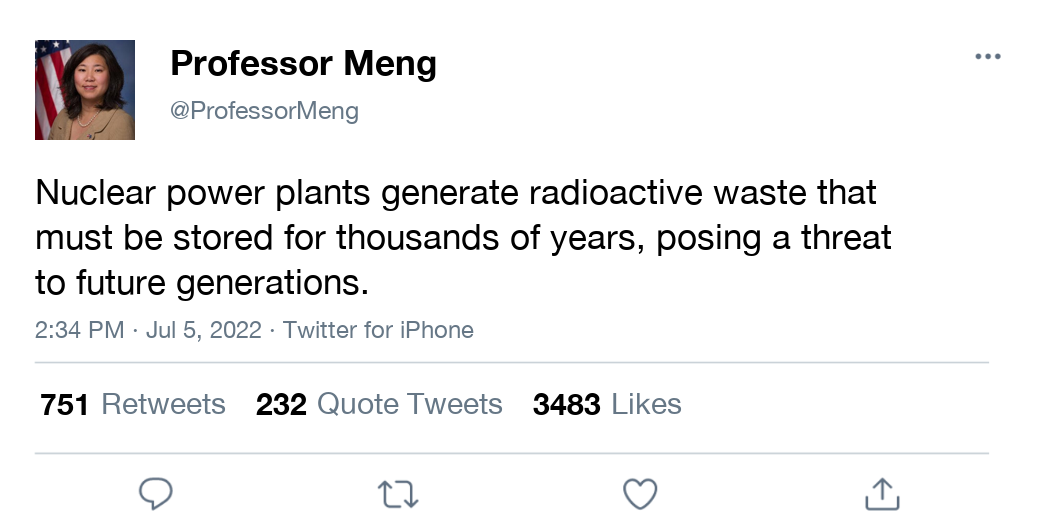 Professor Meng
@ProfessorMeng
Nuclear power plants generate radioactive waste that
must be stored for thousands of years, posing a threat
to future generations.
2:34 PM · Jul 5, 2022 · Twitter for iPhone
751 Retweets 232 Quote Tweets 3483 Likes